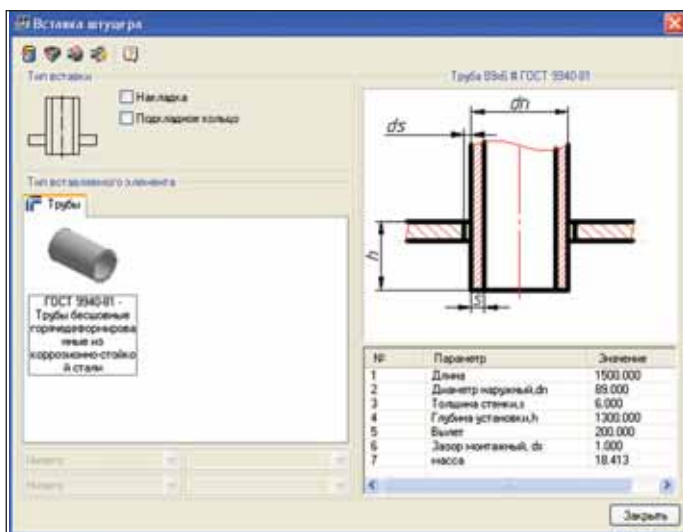 Вставка штуцера
Тип вставки
Накладка
Подкладное кольцо
Тип вставляемого элемента
Трубы
ГОСТ 9940-81 -
Трубы бесшовные
горячедеформирова
нные из
коррозионно-стойко
й стали
Труба 89x6 # ГОСТ 9940-81
dn
ds
h
s
№ Параметр Значение
1 Длина 1500.000
2 Диаметр наружный,dn 89.000
3 Толщина стенки,s 6.000
4 Глубина установки,h 1300.000
5 Вылет 200.000
6 Зазор монтажный, ds 1.000
7 масса 18.413
Закрыть